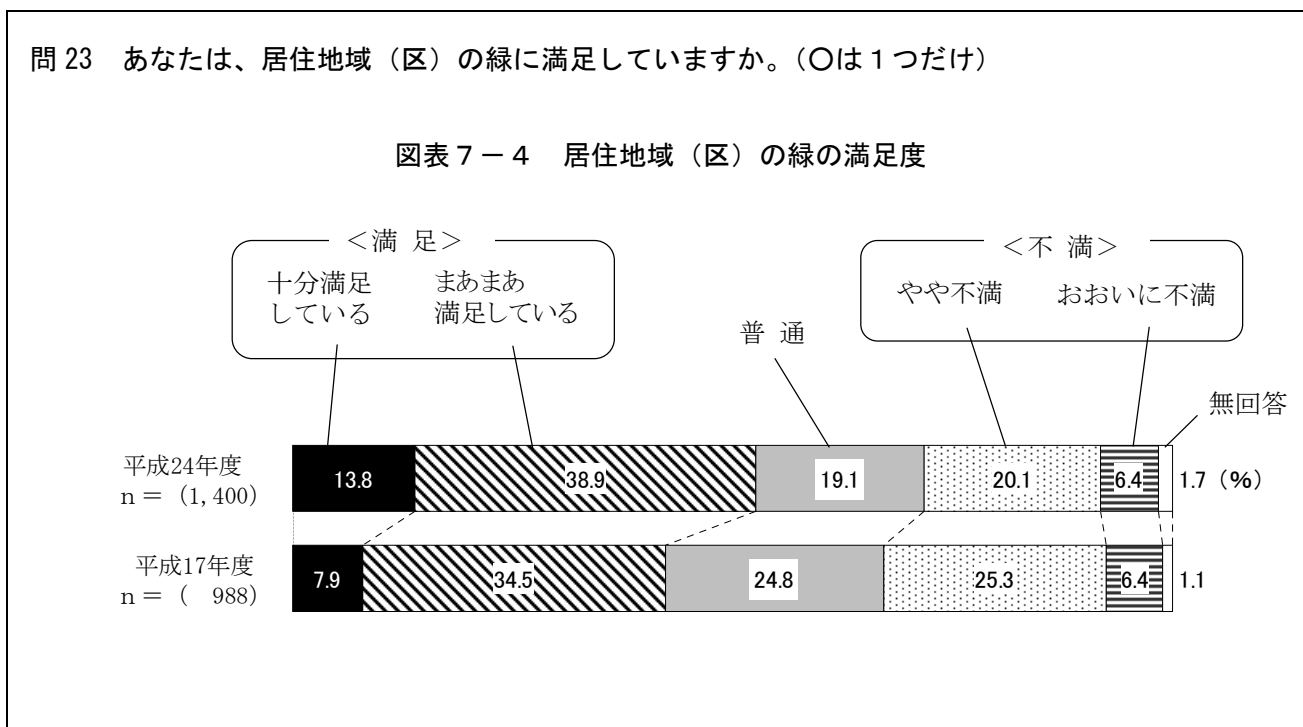 問 23 あなたは、居住地域（区）の緑に満足していますか。（〇は１つだけ）
図表７－４ 居住地域（区）の緑の満足度
＜満 足＞
十分満足
している
まあまあ
満足している
普 通
＜不 満＞
やや不満
おおいに不満
無回答
平成24年度
n＝（1,400）
13.8
38.9
19.1
20.1
6.4
1.7（％）
平成17年度
n＝（ 988）
7.9
34.5
24.8
25.3
6.4
1.1